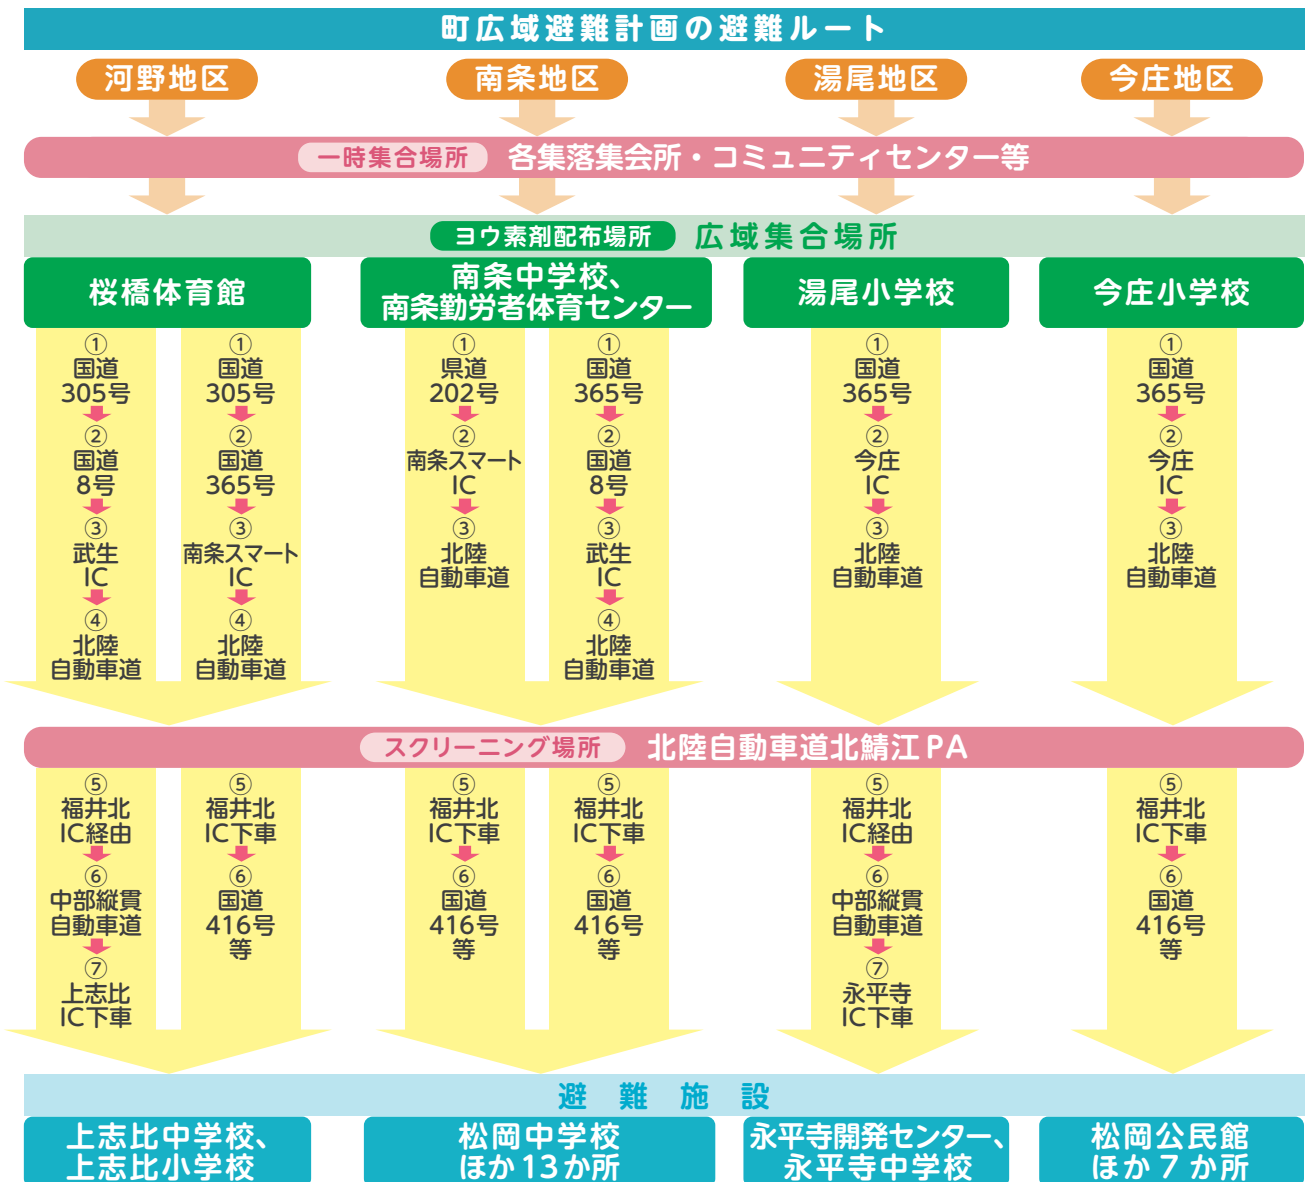 町広域避難計画の避難ルート
河野地区
南条地区
湯尾地区
今庄地区
一時集合場所 各集落集会所・コミュニティセンター等
ヨウ素剤配布場所 広域集合場所
桜橋体育館
①
国道
305号
②
国道
8号
③
武生
IC
④
北陸
自動車道
①
国道
305号
②
国道
365号
③
南条スマート
IC
④
北陸
自動車道
南条中学校、
南条勤労者体育センター
①
県道
202号
②
南条スマート
IC
③
北陸
自動車道
①
国道
365号
②
国道
8号
③
武生
IC
④
北陸
自動車道
湯尾小学校
①
国道
365号
②
今庄
IC
③
北陸
自動車道
今庄小学校
①
国道
365号
②
今庄
IC
③
北陸
自動車道
スクリーニング場所 北陸自動車道北鯖江PA
⑤
福井北
IC経由
⑥
中部縦貫
自動車道
⑦
上志比
IC下車
⑤
福井北
IC下車
⑥
国道
416号
等
⑤
福井北
IC下車
⑥
国道
416号
等
⑤
福井北
IC下車
⑥
国道
416号
等
⑤
福井北
IC経由
⑥
中部縦貫
自動車道
⑦
永平寺
IC下車
⑤
福井北
IC下車
⑥
国道
416号
等
避難施設
上志比中学校、
上志比小学校
松岡中学校
ほか13か所
永平寺開発センター、
永平寺中学校
松岡公民館
ほか7か所